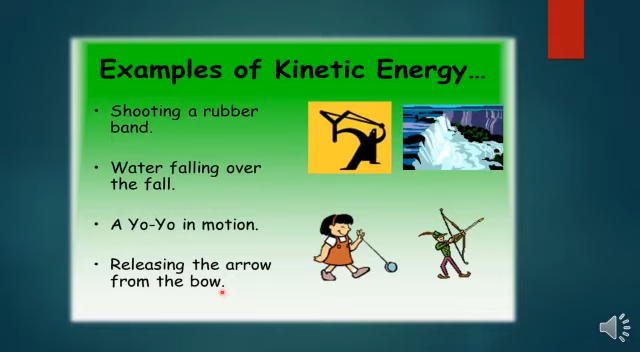 Examples of Kinetic Energy…
• Shooting a rubber
band.
• Water falling over
the fall.
• A Yo-Yo in motion.
• Releasing the arrow
from the bow.